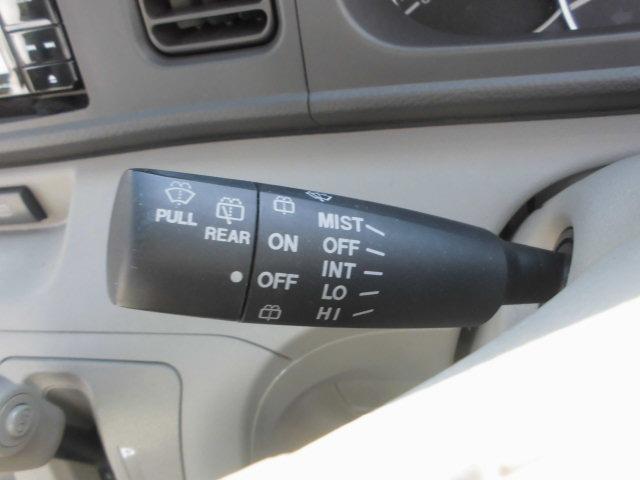 PULL
REAR
ON
OFF
MIST
OFF
INT
LO
HI
P